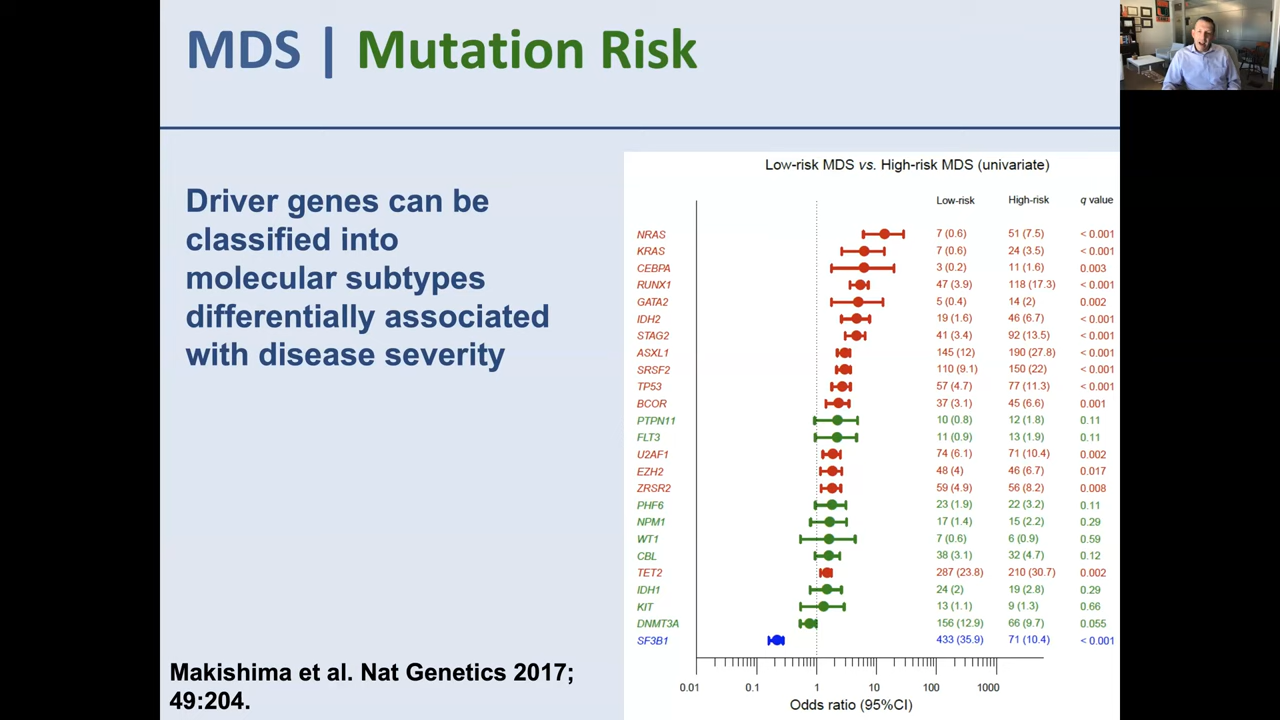 MDS | Mutation Risk
Driver genes can be
classified into
molecular subtypes
differentially associated
with disease severity
Makishima et al. Nat Genetics 2017;
49:204.
Low-risk MDS vs. High-risk MDS (univariate)
Low-risk High-risk q value
NRAS 7 (0.6) 51 (7.5) < 0.001
KRAS 7 (0.6) 24 (3.5) < 0.001
CEBPA 3 (0.2) 11 (1.6) 0.003
RUNX1 47 (3.9) 118 (17.3) < 0.001
GATA2 5 (0.4) 14 (2) 0.002
IDH2 19 (1.6) 46 (6.7) < 0.001
STAG2 41 (3.4) 92 (13.5) < 0.001
ASXL1 145 (12) 190 (27.8) < 0.001
SRSF2 110 (9.1) 150 (22) < 0.001
TP53 57 (4.7) 77 (11.3) < 0.001
BCOR 37 (3.1) 45 (6.6) 0.001
PTPN11 10 (0.8) 12 (1.8) 0.11
FLT3 11 (0.9) 13 (1.9) 0.11
U2AF1 74 (6.1) 71 (10.4) 0.002
EZH2 48 (4) 46 (6.7) 0.017
ZRSR2 59 (4.9) 56 (8.2) 0.008
PHF6 23 (1.9) 22 (3.2) 0.11
NPM1 17 (1.4) 15 (2.2) 0.29
WT1 7 (0.6) 6 (0.9) 0.59
CBL 38 (3.1) 32 (4.7) 0.12
TET2 287 (23.8) 210 (30.7) 0.002
IDH1 24 (2) 19 (2.8) 0.29
KIT 13 (1.1) 9 (1.3) 0.66
DNMT3A 156 (12.9) 66 (9.7) 0.055
SF3B1 433 (35.9) 71 (10.4) < 0.001
0.01 0.1 1 10 100 1000
Odds ratio (95%CI)